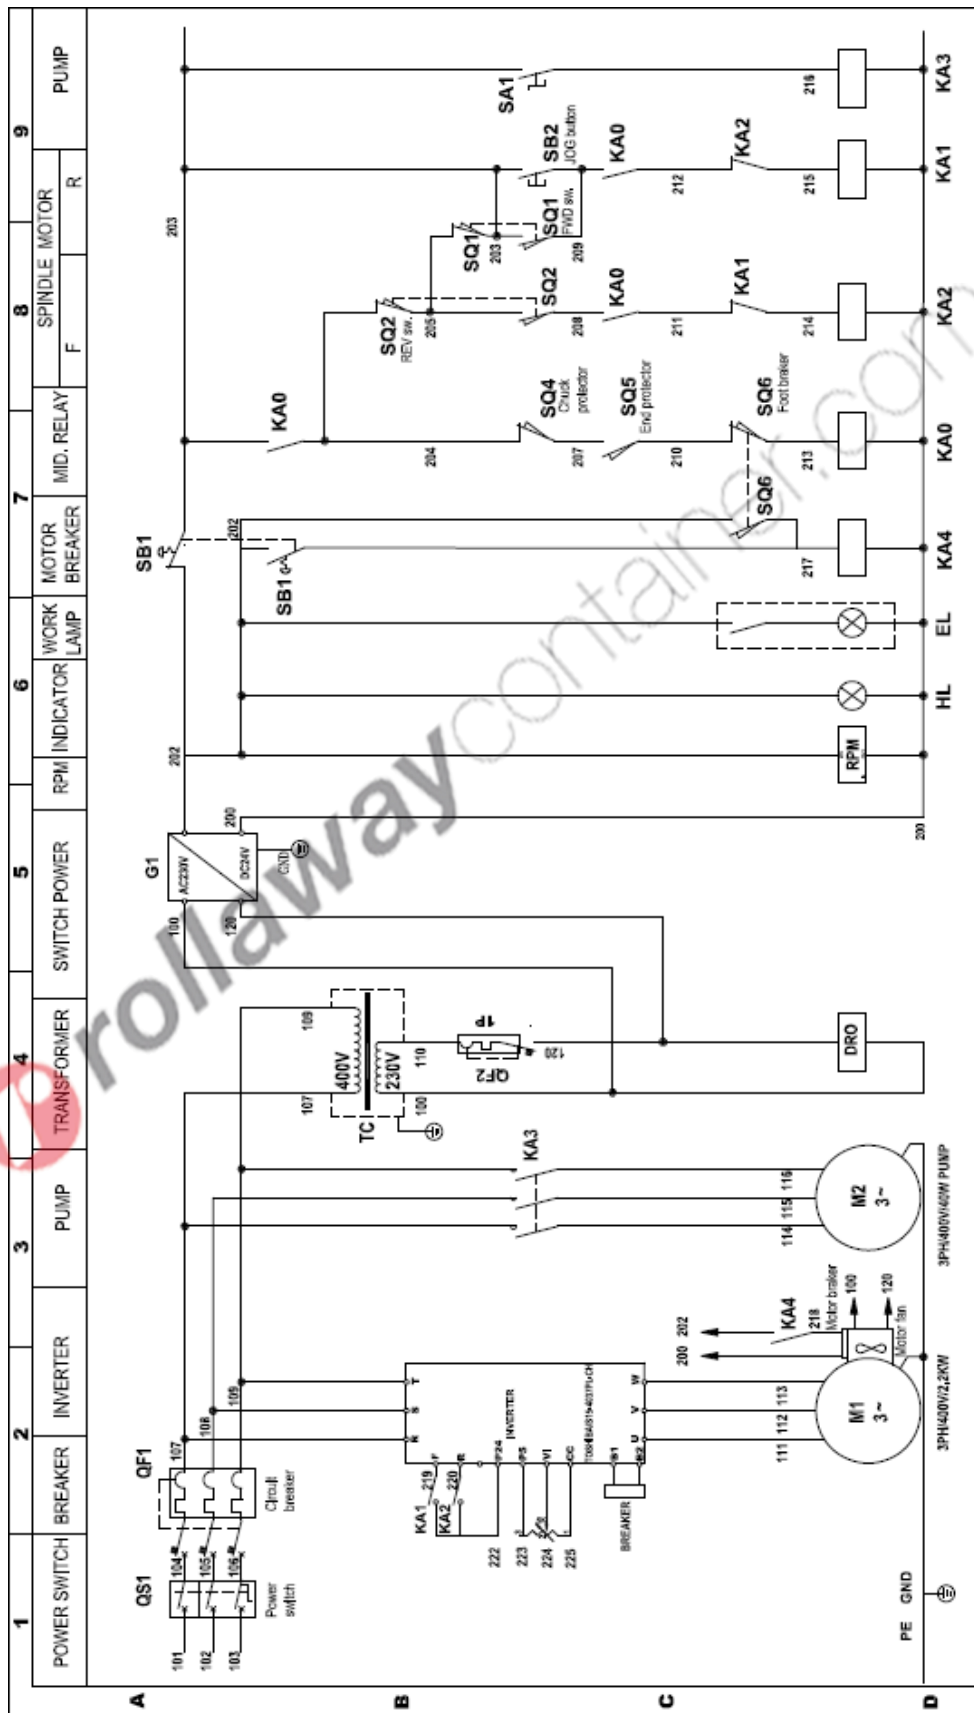 1
2
3
4
5
6
7
8
9
POWER SWITCH
BREAKER
INVERTER
PUMP
TRANSFORMER
SWITCH POWER
RPM
INDICATOR
WORK
LAMP
MOTOR
BREAKER
MID. RELAY
SPINDLE MOTOR
F
R
PUMP
A
B
C
D
QS1
101
102
103
Power
switch
104
105
106
QF1
Circuit
breaker
107
108
109
INVERTER
R
S
T
F
R
P24
P5
VI
CC
B1
B2
U
V
W
KA1
219
KA2
220
222
223
224
225
BREAKER
111
112
113
M1
3~
3PH/400V/2,2KW
200
202
KA4
218
Motor braker
100
120
Motor fan
KA3
114
115
116
M2
3~
3PH/400V/40W PUMP
PE GND
107
109
400V
230V
TC
100
110
QF2
1P
120
DRO
G1
AC230V
DC24V
100
120
GND
200
202
200
RPM
HL
EL
SB1
202
SB1
SQ6
217
KA4
KA0
204
SQ4
Chuck
protector
207
SQ5
End protector
210
SQ6
Foot braker
213
KA0
SQ2
REV sw.
205
SQ2
208
KA0
211
KA1
214
KA2
203
SQ1
203
SQ1
FWD sw.
209
SB2
JOG button
KA0
212
KA2
215
KA1
SA1
216
KA3
rollawaycontainer.com